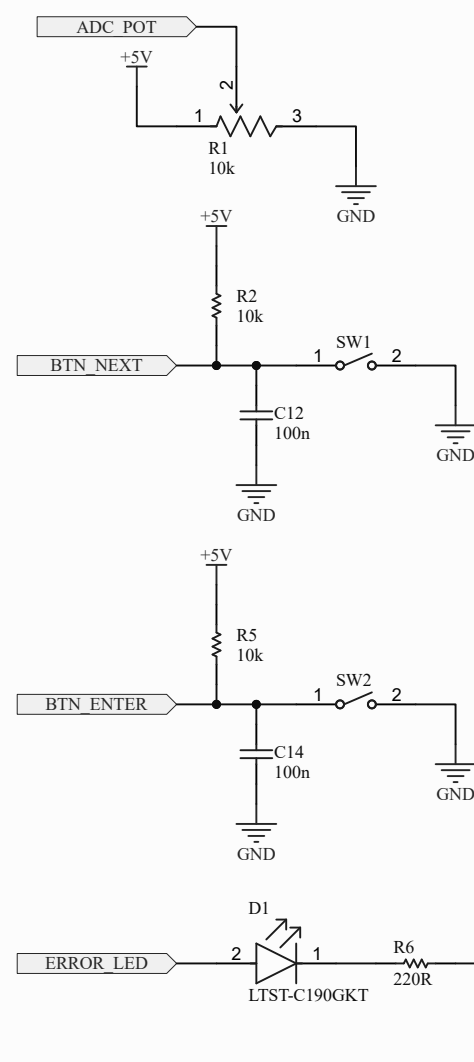 ADC_POT
+5V
2
1
3
R1
10k
GND
+5V
R2
10k
BTN_NEXT
1
SW1
2
C12
100n
GND
GND
+5V
R5
10k
BTN_ENTER
1
SW2
2
C14
100n
GND
GND
D1
ERROR_LED
2
1
LTST-C190GKT
R6
220R